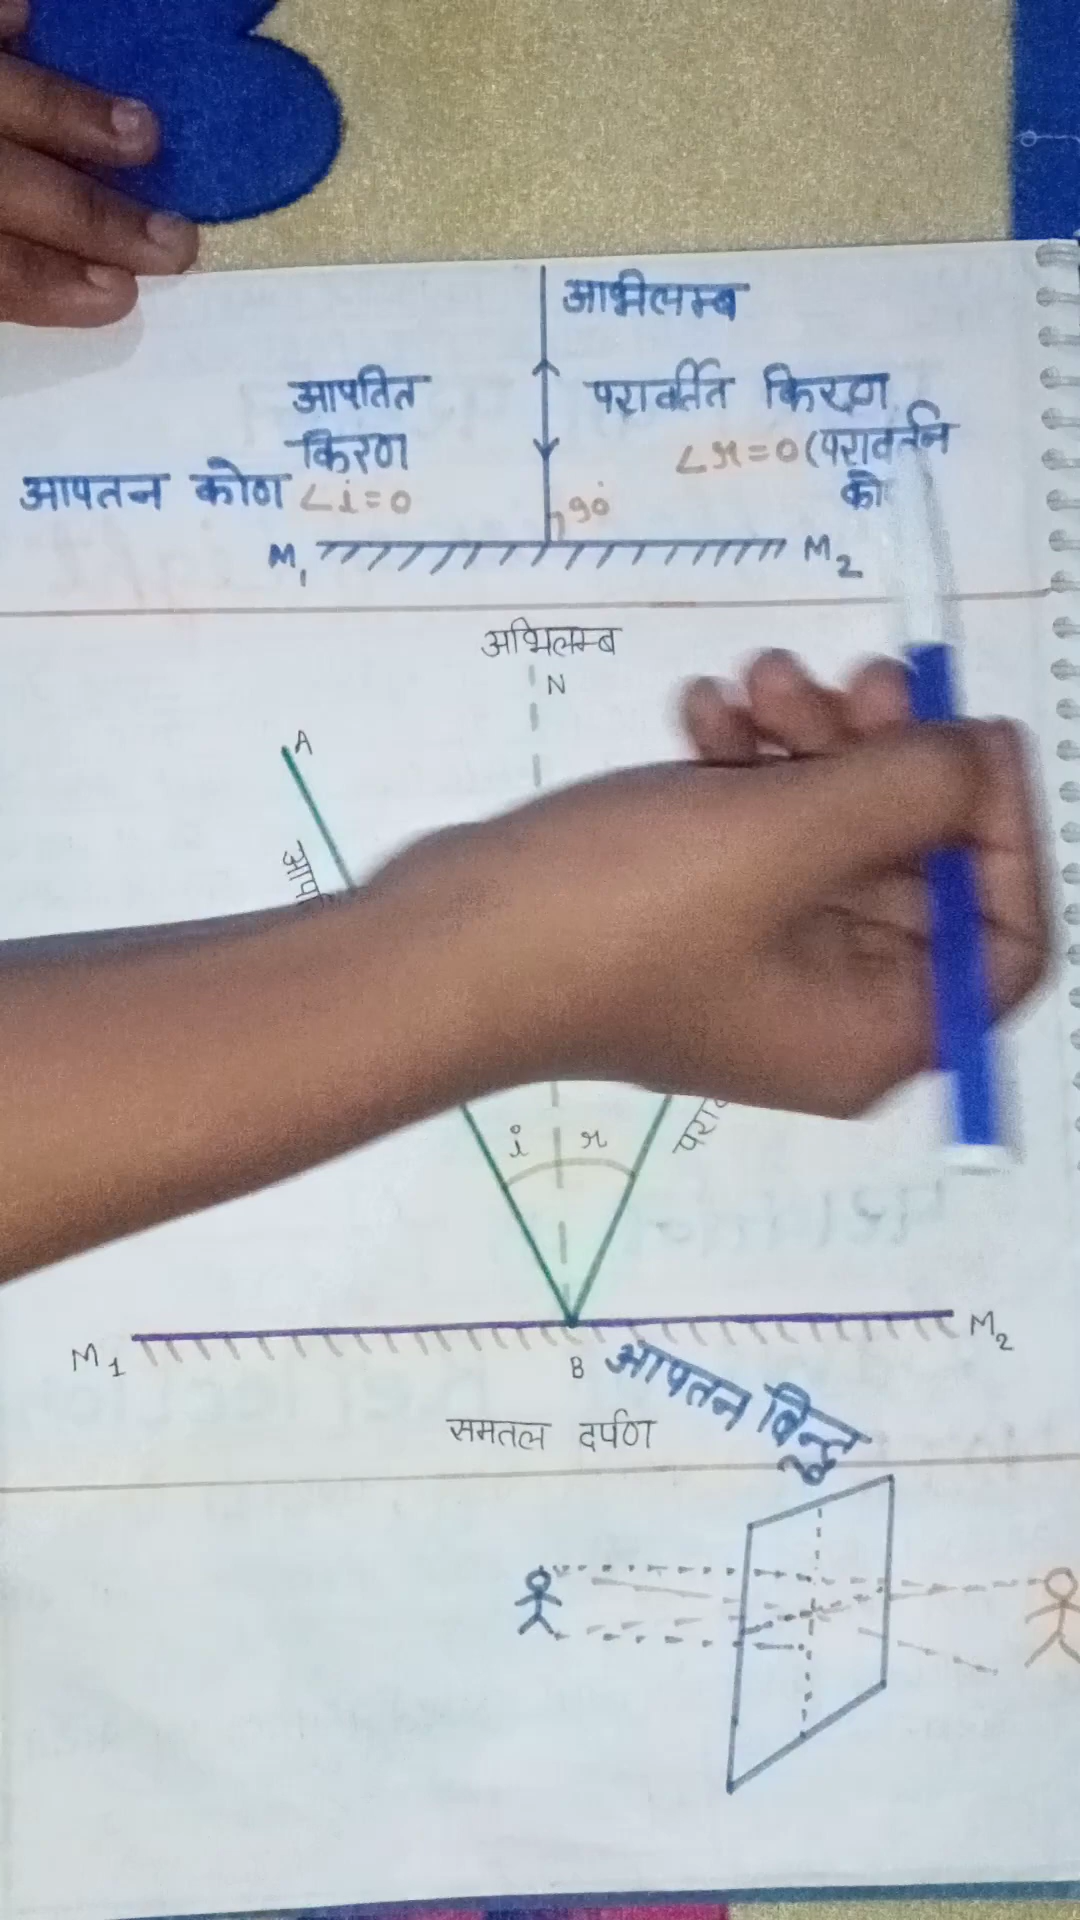 अभिलम्ब
आपतित
किरण
परावर्तित किरण
∠r=0 (परावर्तन
को
आपतन कोण ∠i=0
90°
M1
M2
अभिलम्ब
N
A
i
r
M1
M2
B
आपतन बिन्दु
समतल दर्पण